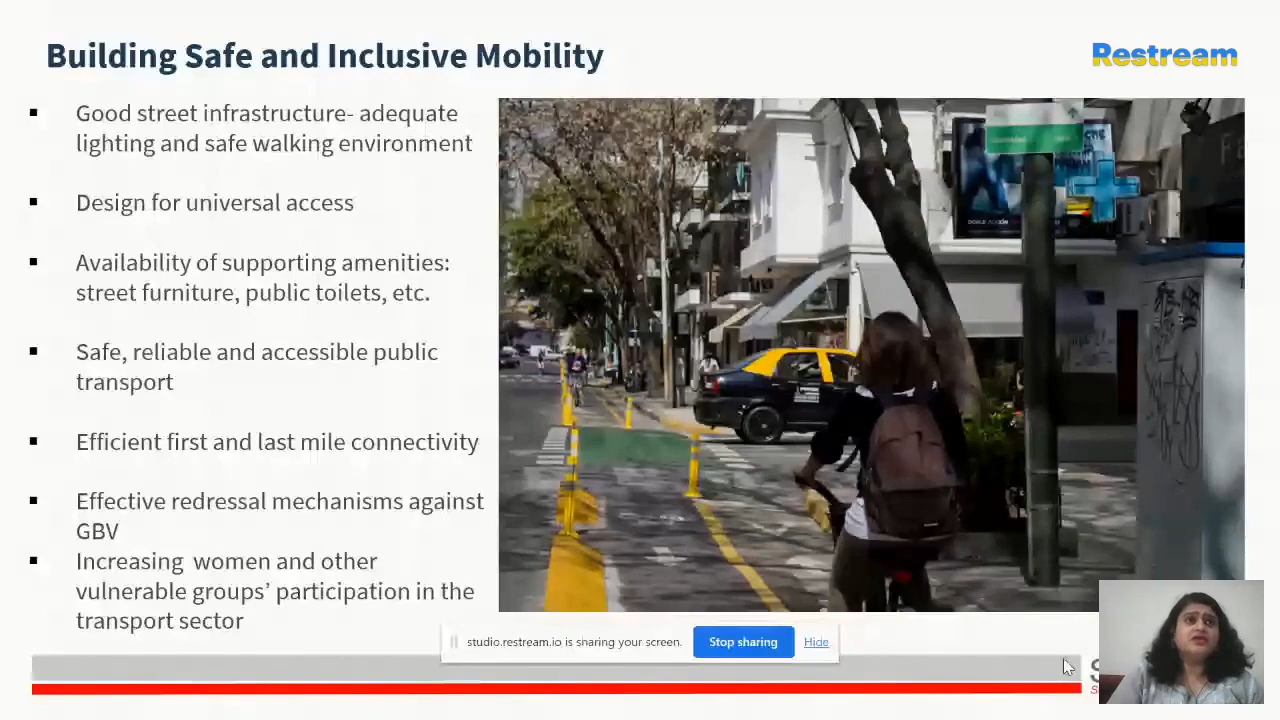 Building Safe and Inclusive Mobility
Restream
Good street infrastructure- adequate
lighting and safe walking environment
Design for universal access
Availability of supporting amenities:
street furniture, public toilets, etc.
Safe, reliable and accessible public
transport
Efficient first and last mile connectivity
Effective redressal mechanisms against
GBV
Increasing women and other
vulnerable groups’ participation in the
transport sector
studio.restream.io is sharing your screen.
Stop sharing
Hide